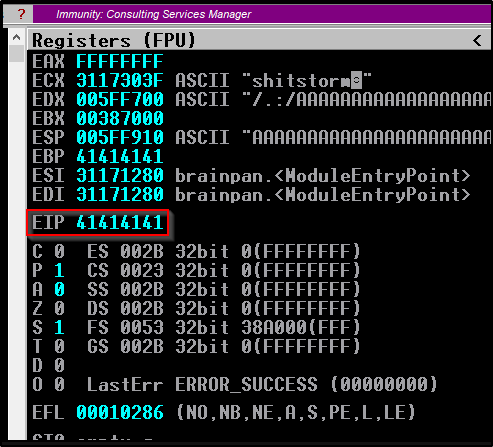 ? Immunity: Consulting Services Manager
Registers (FPU) <
EAX FFFFFFFF
ECX 3117303F ASCII "shitstorm"
EDX 005FF700 ASCII "/.:/AAAAAAAAAAAAAAAAAAA
EBX 00387000
ESP 005FF910 ASCII "AAAAAAAAAAAAAAAAAAAAAAA
EBP 41414141
ESI 31171280 brainpan.<ModuleEntryPoint>
EDI 31171280 brainpan.<ModuleEntryPoint>
EIP 41414141
C 0 ES 002B 32bit 0(FFFFFFFF)
P 1 CS 0023 32bit 0(FFFFFFFF)
A 0 SS 002B 32bit 0(FFFFFFFF)
Z 0 DS 002B 32bit 0(FFFFFFFF)
S 1 FS 0053 32bit 38A000(FFF)
T 0 GS 002B 32bit 0(FFFFFFFF)
D 0
O 0 LastErr ERROR_SUCCESS (00000000)
EFL 00010286 (NO,NB,NE,A,S,PE,L,LE)